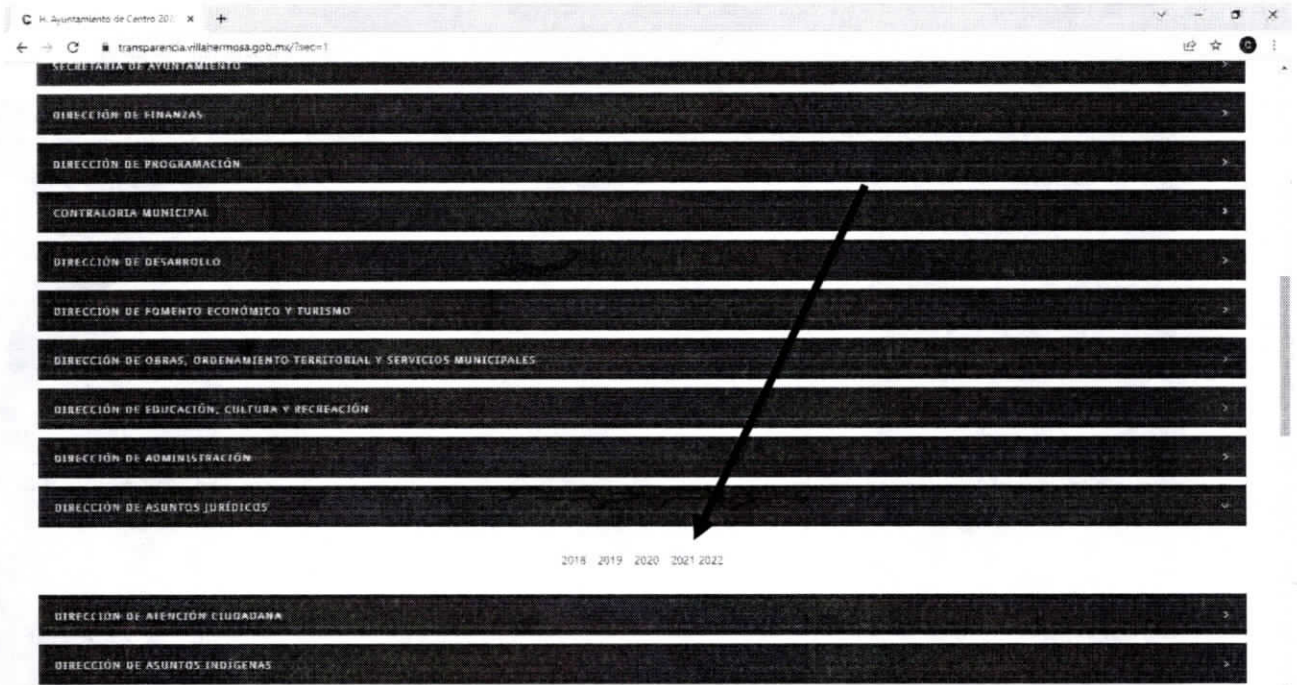 H. Ayuntamiento de Centro 202
transparencia.villahermosa.gob.mx/?sec=1
SECRETARÍA DE AYUNTAMIENTO
DIRECCIÓN DE FINANZAS
DIRECCIÓN DE PROGRAMACIÓN
CONTRALORIA MUNICIPAL
DIRECCIÓN DE DESARROLLO
DIRECCIÓN DE FOMENTO ECONÓMICO Y TURISMO
DIRECCIÓN DE OBRAS, ORDENAMIENTO TERRITORIAL Y SERVICIOS MUNICIPALES
DIRECCIÓN DE EDUCACIÓN, CULTURA Y RECREACIÓN
DIRECCIÓN DE ADMINISTRACIÓN
DIRECCIÓN DE ASUNTOS JURÍDICOS
2018 2019 2020 2021 2022
DIRECCIÓN DE ATENCIÓN CIUDADANA
DIRECCIÓN DE ASUNTOS INDÍGENAS